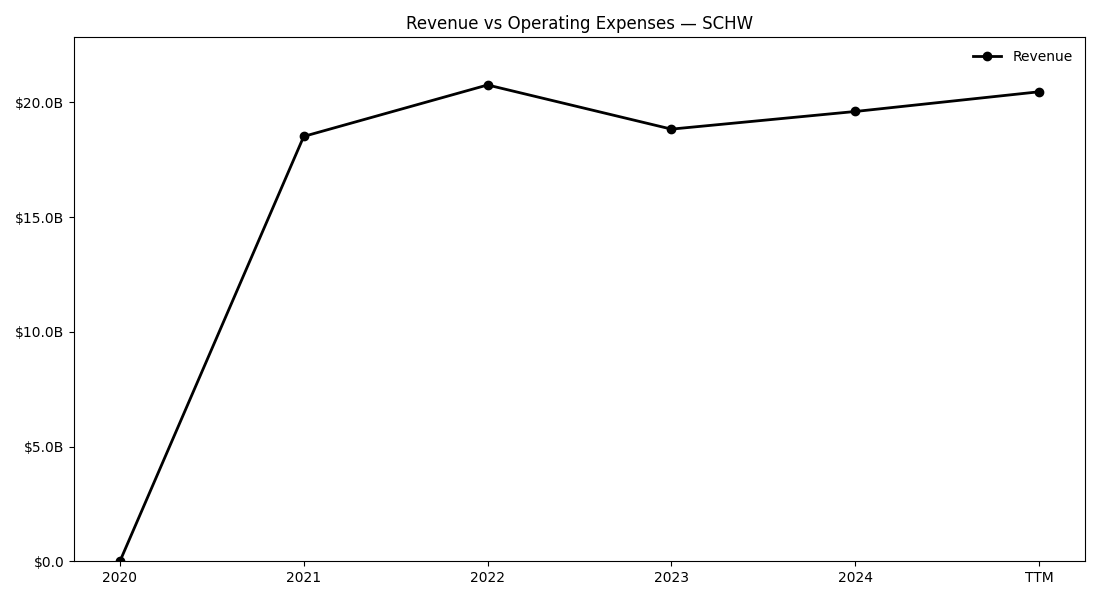 Revenue vs Operating Expenses — SCHW
Revenue
$20.0B
$15.0B
$10.0B
$5.0B
$0.0
2020 2021 2022 2023 2024 TTM